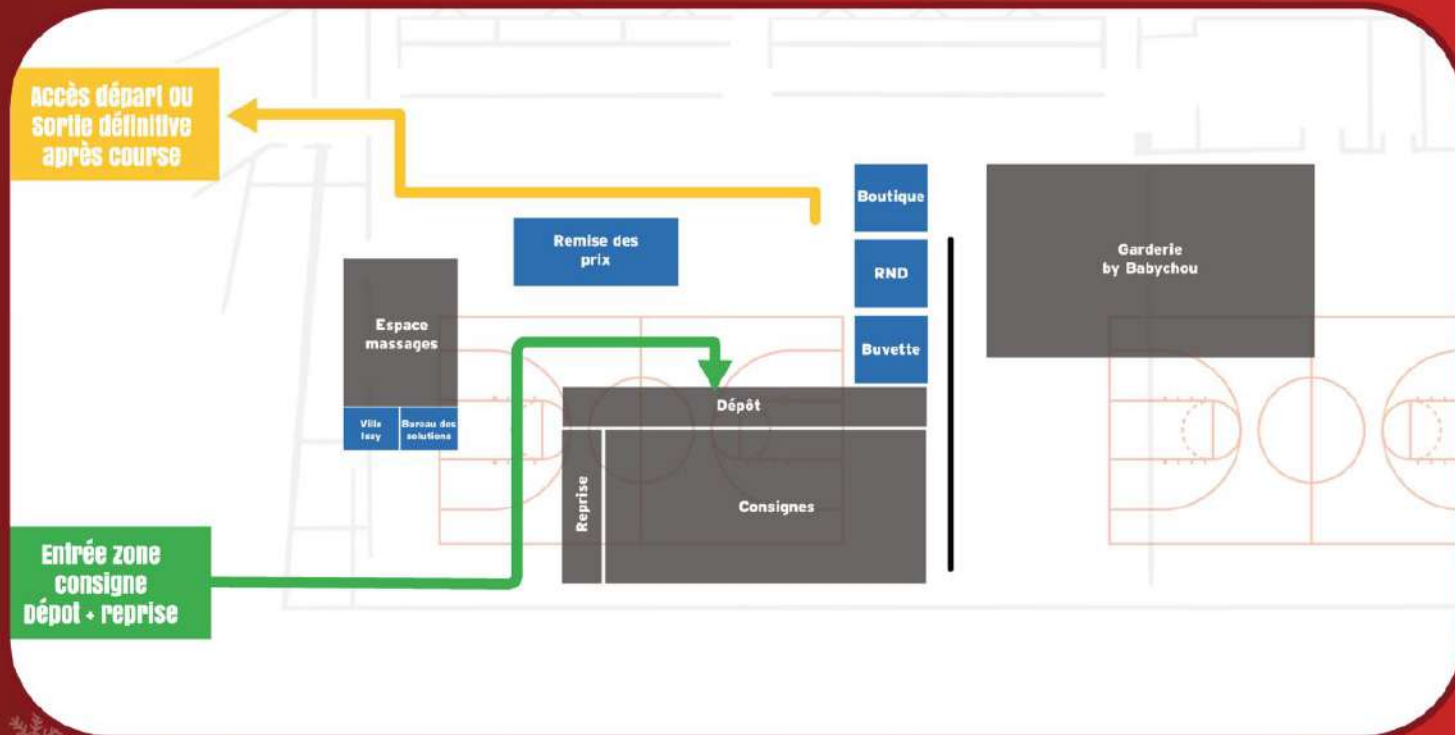 Accès départ OU
Sortie définitive
après course
Boutique
Remise des
prix
RND
Garderie
by Babychou
Espace
massages
Buvette
Dépôt
Ville
Issy
Bureau des
solutions
Reprise
Consignes
Entrée zone
consigne
Dépot + reprise